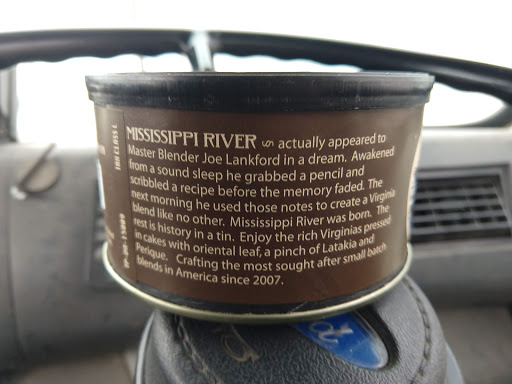 MISSISSIPPI RIVER actually appeared to
Master Blender Joe Lankford in a dream. Awakened
from a sound sleep he grabbed a pencil and
scribbled a recipe before the memory faded. The
next morning he used those notes to create a Virginia
blend like no other. Mississippi River was born. The
rest is history in a tin. Enjoy the rich Virginias pressed
in cakes with oriental leaf, a pinch of Latakia and
Perique. Crafting the most sought after small batch
blends in America since 2007.
Ford